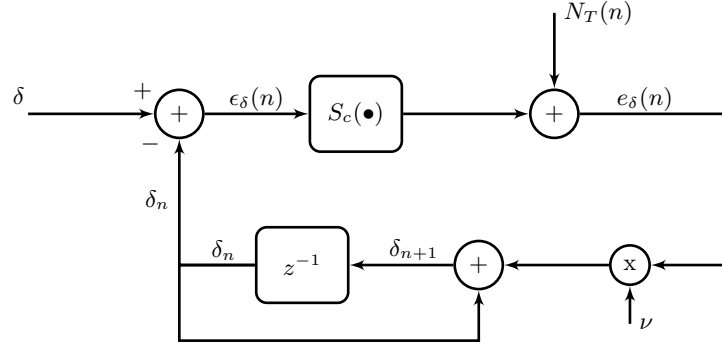 N_T(n)
δ
+
+
ϵ_δ(n)
S_c(●)
+
e_δ(n)
−
δ_n
δ_n
z^{-1}
δ_{n+1}
+
x
ν